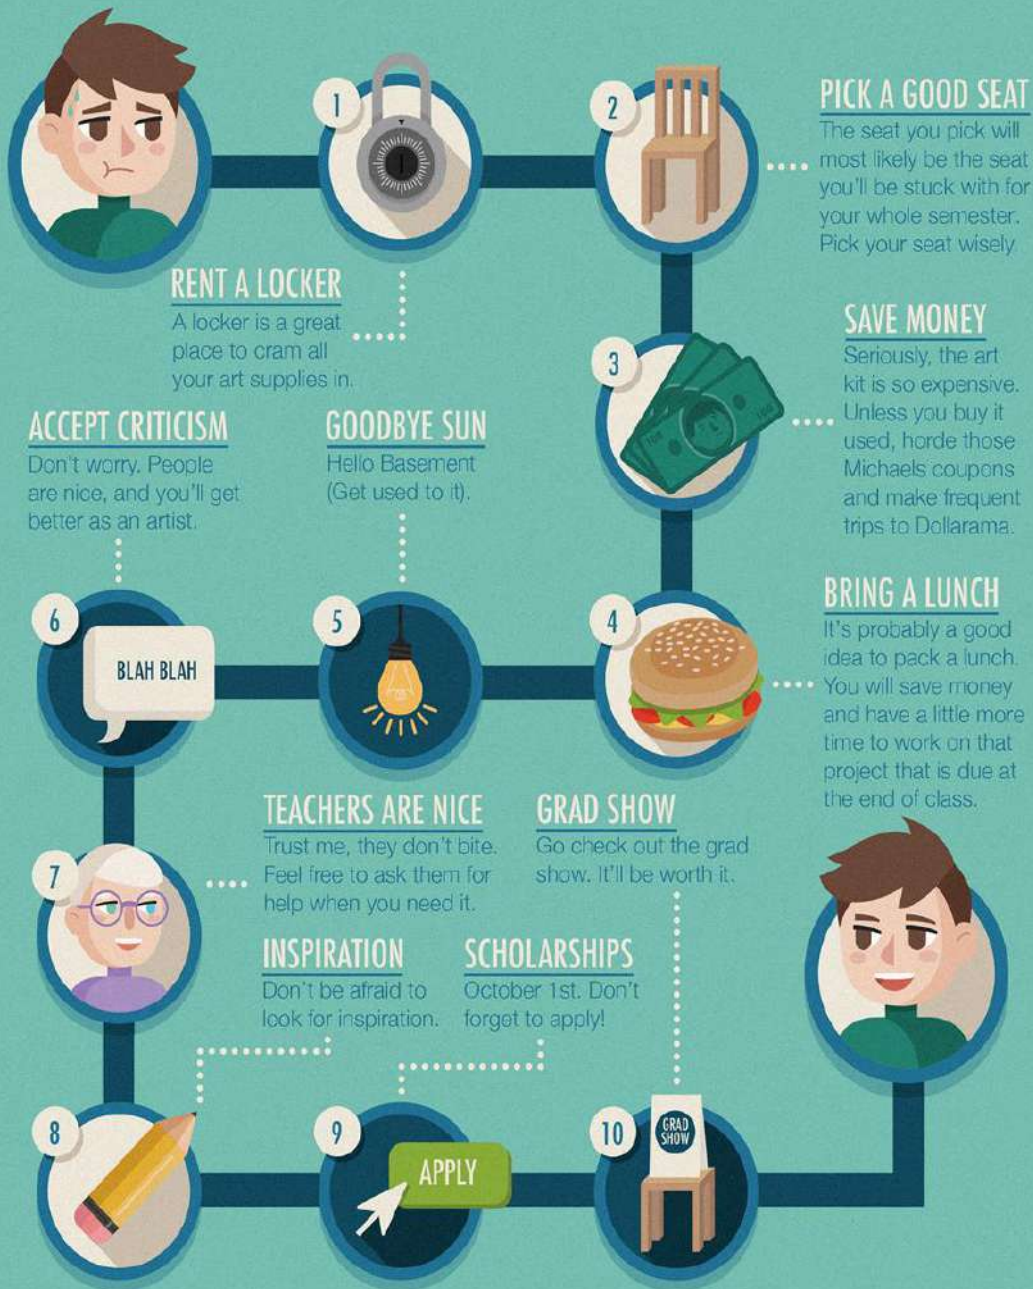 1
RENT A LOCKER
A locker is a great
place to cram all
your art supplies in.
2
PICK A GOOD SEAT
The seat you pick will
most likely be the seat
you'll be stuck with for
your whole semester.
Pick your seat wisely
3
SAVE MONEY
Seriously, the art
kit is so expensive.
Unless you buy it
used, horde those
Michaels coupons
and make frequent
trips to Dollarama.
100
100
4
BRING A LUNCH
It's probably a good
idea to pack a lunch.
You will save money
and have a little more
time to work on that
project that is due at
the end of class.
5
GOODBYE SUN
Hello Basement
(Get used to it).
6
ACCEPT CRITICISM
Don't worry. People
are nice, and you'll get
better as an artist.
BLAH BLAH
7
TEACHERS ARE NICE
Trust me, they don't bite.
Feel free to ask them for
help when you need it.
8
INSPIRATION
Don't be afraid to
look for inspiration.
9
SCHOLARSHIPS
October 1st. Don't
forget to apply!
APPLY
10
GRAD SHOW
Go check out the grad
show. It'll be worth it.
GRAD
SHOW